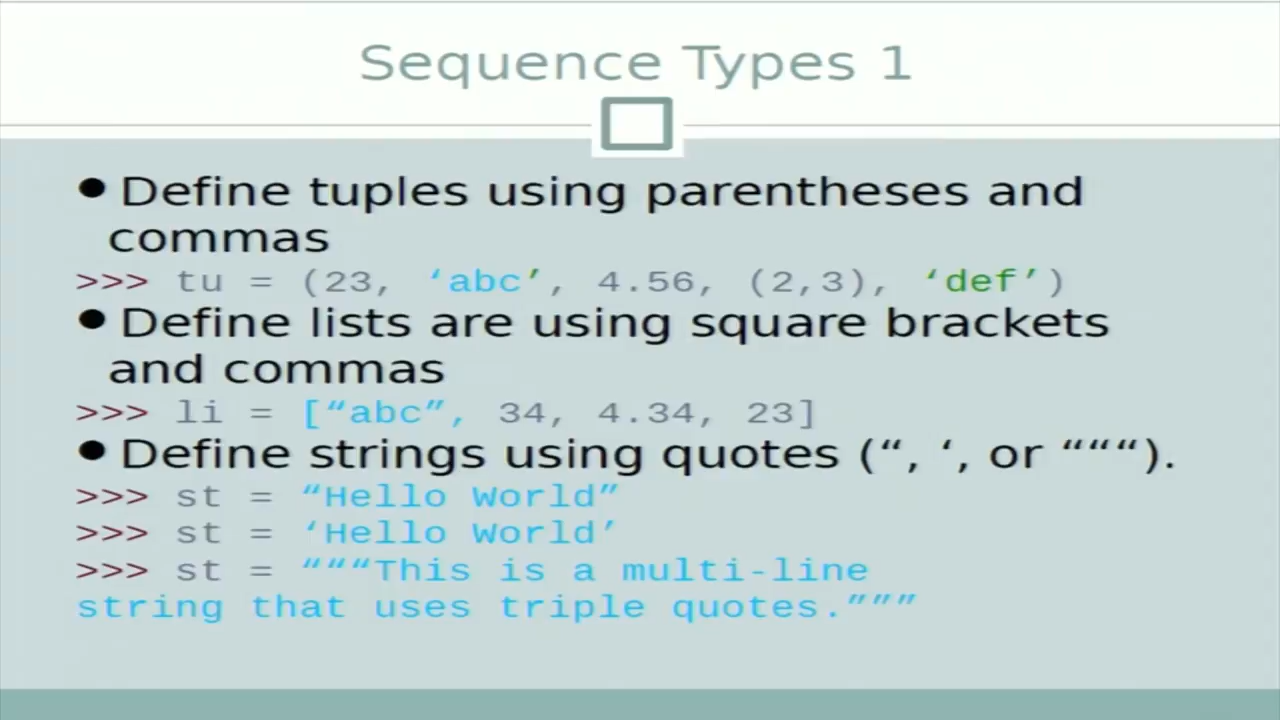 Sequence Types 1
● Define tuples using parentheses and
commas
>>> tu = (23, ‘abc’, 4.56, (2,3), ‘def’)
● Define lists are using square brackets
and commas
>>> li = [“abc”, 34, 4.34, 23]
● Define strings using quotes (“, ‘, or “““).
>>> st = “Hello World”
>>> st = ‘Hello World’
>>> st = “““This is a multi-line
string that uses triple quotes.”””